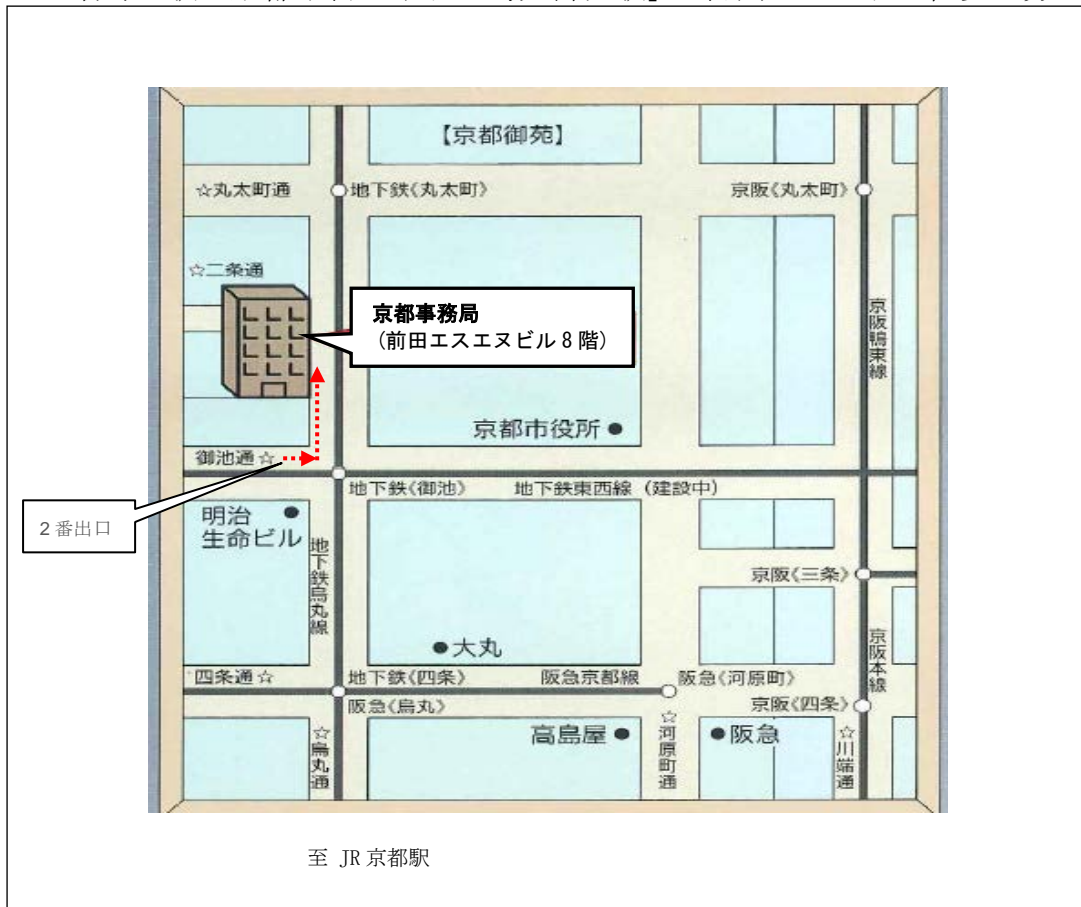 【京都御苑】
☆丸太町通
地下鉄《丸太町》
京阪《丸太町》
☆二条通
京都事務局
（前田エスエヌビル８階）
京阪鴨東線
京都市役所●
御池通☆
地下鉄《御池》
地下鉄東西線（建設中）
2 番出口
明治 ●
生命ビル
地下鉄烏丸線
京阪《三条》
●大丸
京阪本線
四条通☆
地下鉄《四条》
阪急京都線
阪急《河原町》
阪急《烏丸》
京阪《四条》
☆烏丸通
高島屋●
☆河原町通
●阪急
☆川端通
至 JR 京都駅